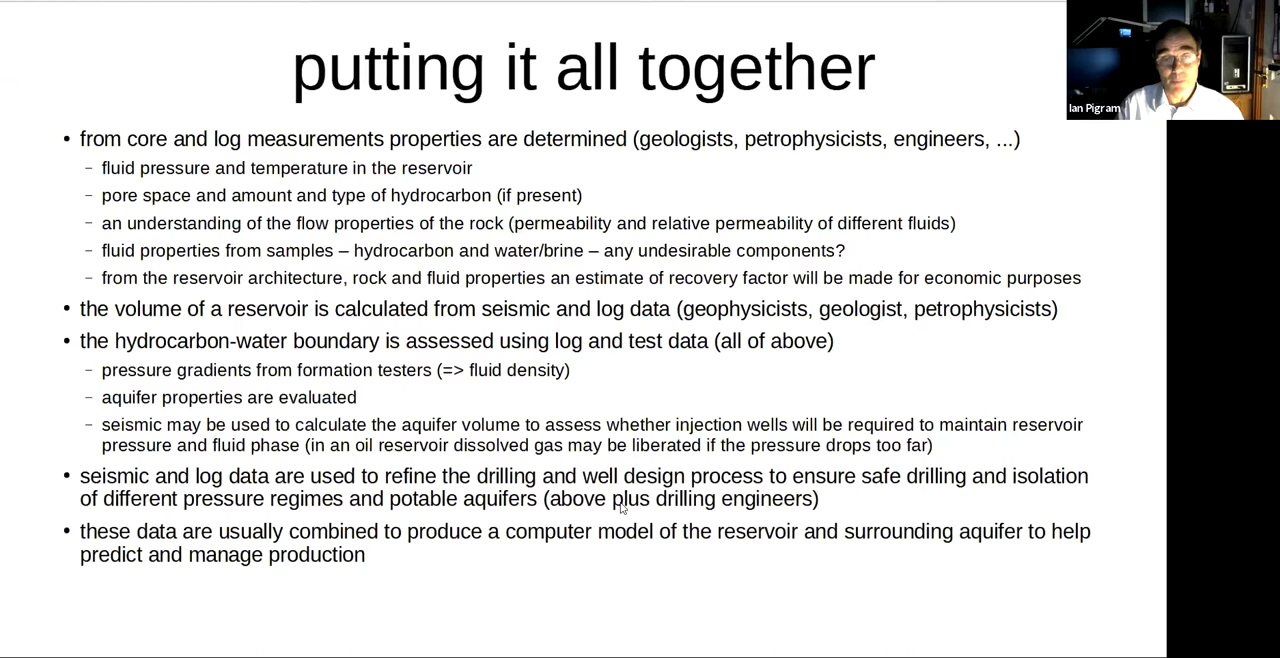 putting it all together
Ian Pigram
• from core and log measurements properties are determined (geologists, petrophysicists, engineers, ...)
– fluid pressure and temperature in the reservoir
– pore space and amount and type of hydrocarbon (if present)
– an understanding of the flow properties of the rock (permeability and relative permeability of different fluids)
– fluid properties from samples – hydrocarbon and water/brine – any undesirable components?
– from the reservoir architecture, rock and fluid properties an estimate of recovery factor will be made for economic purposes
• the volume of a reservoir is calculated from seismic and log data (geophysicists, geologist, petrophysicists)
• the hydrocarbon-water boundary is assessed using log and test data (all of above)
– pressure gradients from formation testers (=> fluid density)
– aquifer properties are evaluated
– seismic may be used to calculate the aquifer volume to assess whether injection wells will be required to maintain reservoir
pressure and fluid phase (in an oil reservoir dissolved gas may be liberated if the pressure drops too far)
• seismic and log data are used to refine the drilling and well design process to ensure safe drilling and isolation
of different pressure regimes and potable aquifers (above plus drilling engineers)
• these data are usually combined to produce a computer model of the reservoir and surrounding aquifer to help
predict and manage production